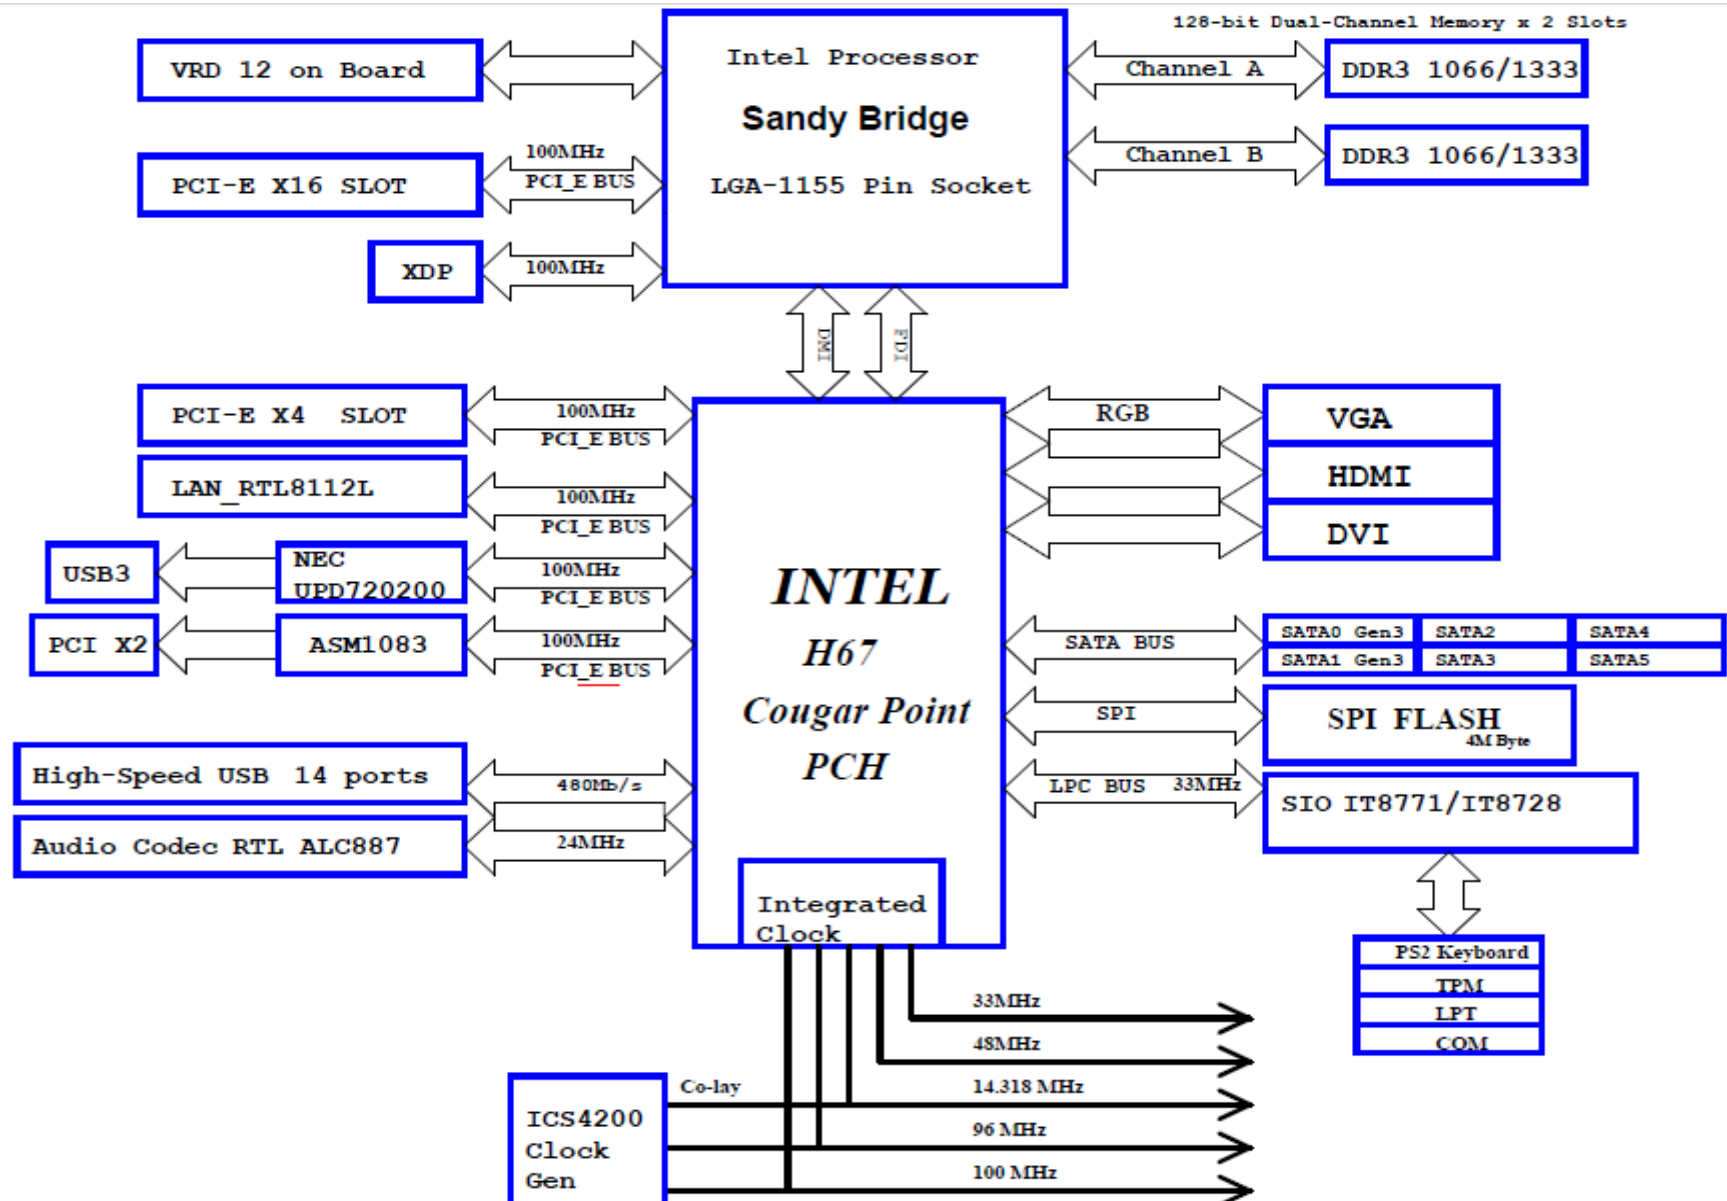 128-bit Dual-Channel Memory x 2 Slots
VRD 12 on Board
Intel Processor
Sandy Bridge
LGA-1155 Pin Socket
Channel A
DDR3 1066/1333
Channel B
DDR3 1066/1333
100MHz
PCI_E BUS
PCI-E X16 SLOT
XDP
100MHz
DMI
FDI
PCI-E X4 SLOT
100MHz
PCI_E BUS
LAN_RTL8112L
100MHz
PCI_E BUS
USB3
NEC
UPD720200
100MHz
PCI_E BUS
PCI X2
ASM1083
100MHz
PCI_E BUS
High-Speed USB 14 ports
480Mb/s
Audio Codec RTL ALC887
24MHz
INTEL
H67
Cougar Point
PCH
RGB
VGA
HDMI
DVI
SATA BUS
SATA0 Gen3
SATA2
SATA4
SATA1 Gen3
SATA3
SATA5
SPI
SPI FLASH
4M Byte
LPC BUS 33MHz
SIO IT8771/IT8728
PS2 Keyboard
TPM
LPT
COM
Integrated
Clock
33MHz
48MHz
Co-lay
14.318 MHz
96 MHz
100 MHz
ICS4200
Clock
Gen